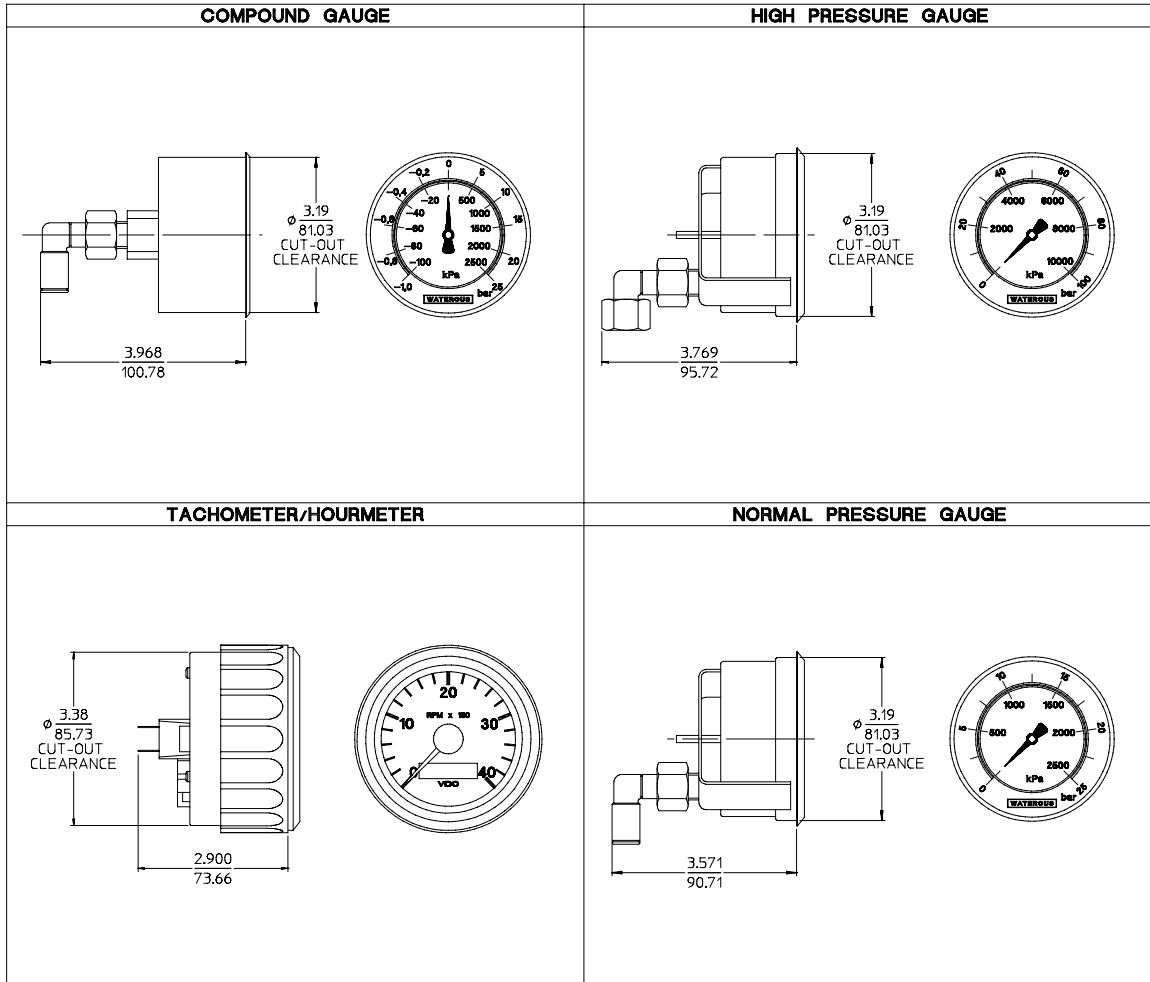 COMPOUND GAUGE
Ø 3.19
81.03
CUT-OUT
CLEARANCE
3.968
100.78
0
-0,2 5
-0,4 10
-0,6 15
-0,8 20
-1,0 25
-20 500
-40 1000
-60 1500
-80 2000
-100 2500
kPa
WATEROUS bar
HIGH PRESSURE GAUGE
Ø 3.19
81.03
CUT-OUT
CLEARANCE
3.769
95.72
40 60
20 80
0 100
4000 6000
2000 8000
10000
kPa
WATEROUS bar
TACHOMETER/HOURMETER
Ø 3.38
85.73
CUT-OUT
CLEARANCE
2.900
73.66
20
10 30
0 40
RPM x
VDO
NORMAL PRESSURE GAUGE
Ø 3.19
81.03
CUT-OUT
CLEARANCE
3.571
90.71
10 15
5 20
0 25
1000 1500
500 2000
2500
kPa
WATEROUS bar